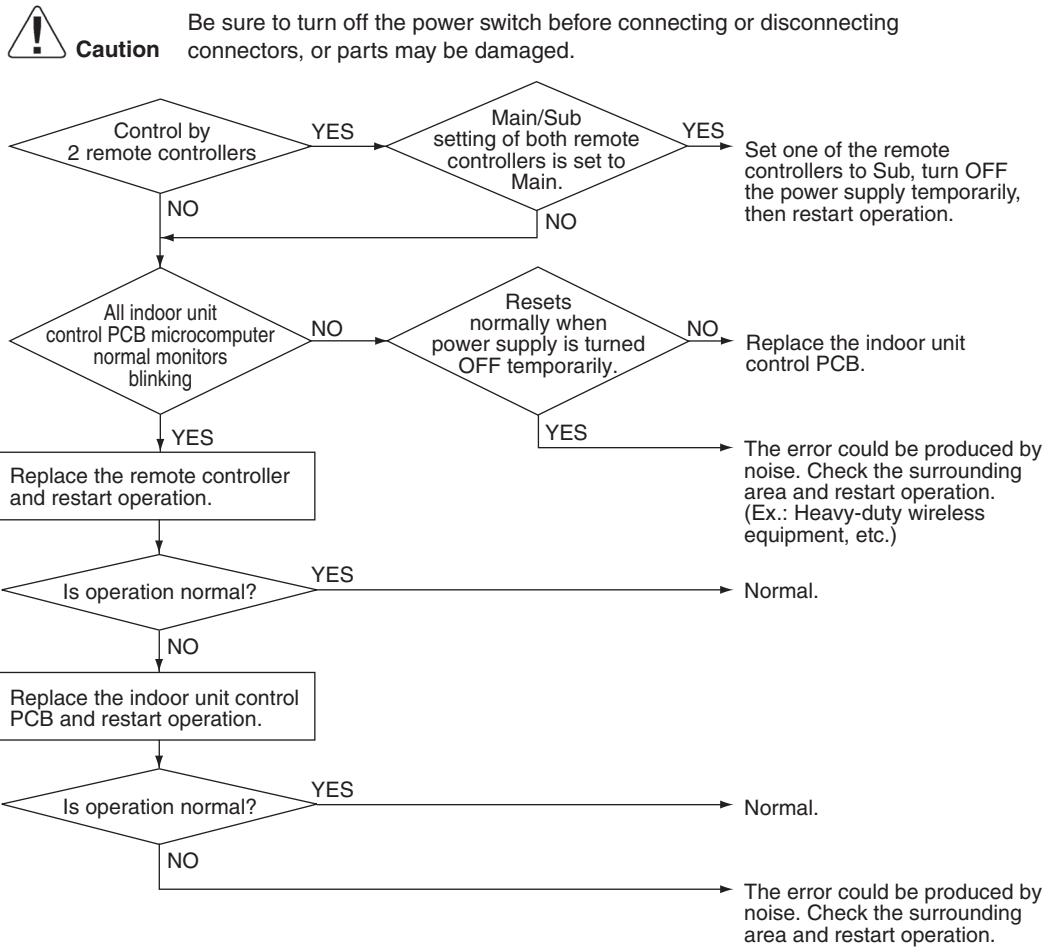 Be sure to turn off the power switch before connecting or disconnecting
Caution
connectors, or parts may be damaged.
Control by
2 remote controllers
YES
Main/Sub
setting of both remote
controllers is set to
Main.
YES
Set one of the remote
controllers to Sub, turn OFF
the power supply temporarily,
then restart operation.
NO
NO
All indoor unit
control PCB microcomputer
normal monitors
blinking
NO
Resets
normally when
power supply is turned
OFF temporarily.
NO
Replace the indoor unit
control PCB.
YES
YES
The error could be produced by
noise. Check the surrounding
area and restart operation.
(Ex.: Heavy-duty wireless
equipment, etc.)
Replace the remote controller
and restart operation.
Is operation normal?
YES
Normal.
NO
Replace the indoor unit control
PCB and restart operation.
Is operation normal?
YES
Normal.
NO
The error could be produced by
noise. Check the surrounding
area and restart operation.